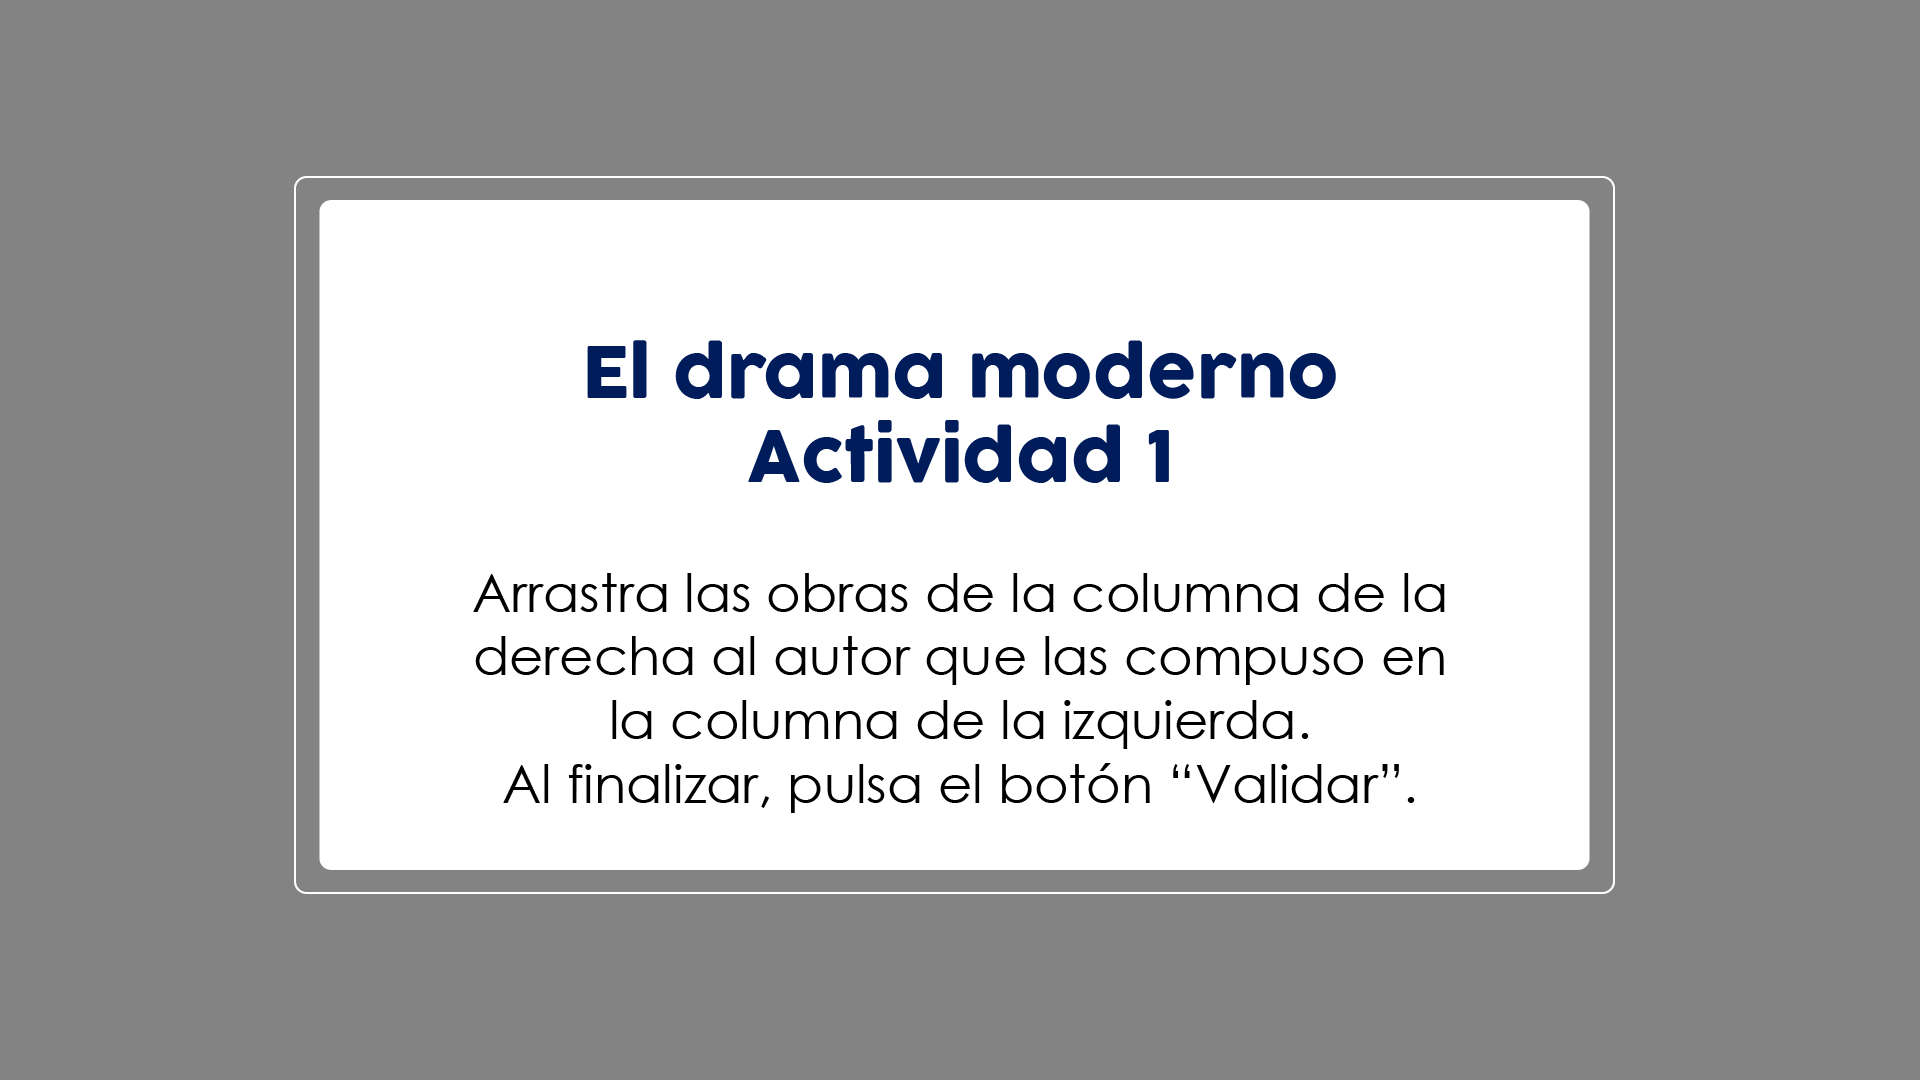 El drama moderno
Actividad 1
Arrastra las obras de la columna de la
derecha al autor que las compuso en
la columna de la izquierda.
Al finalizar, pulsa el botón “Validar”.